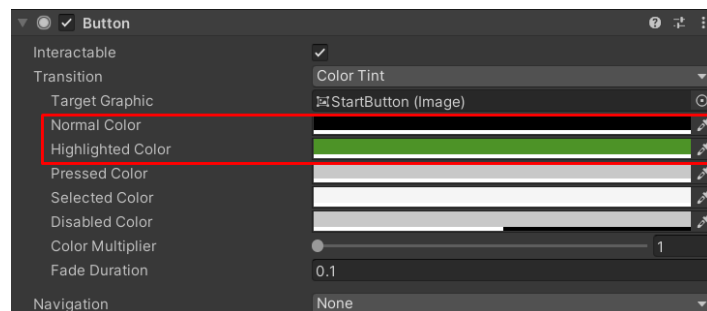 Button
Interactable
Transition Color Tint
Target Graphic StartButton (Image)
Normal Color
Highlighted Color
Pressed Color
Selected Color
Disabled Color
Color Multiplier 1
Fade Duration 0.1
Navigation None